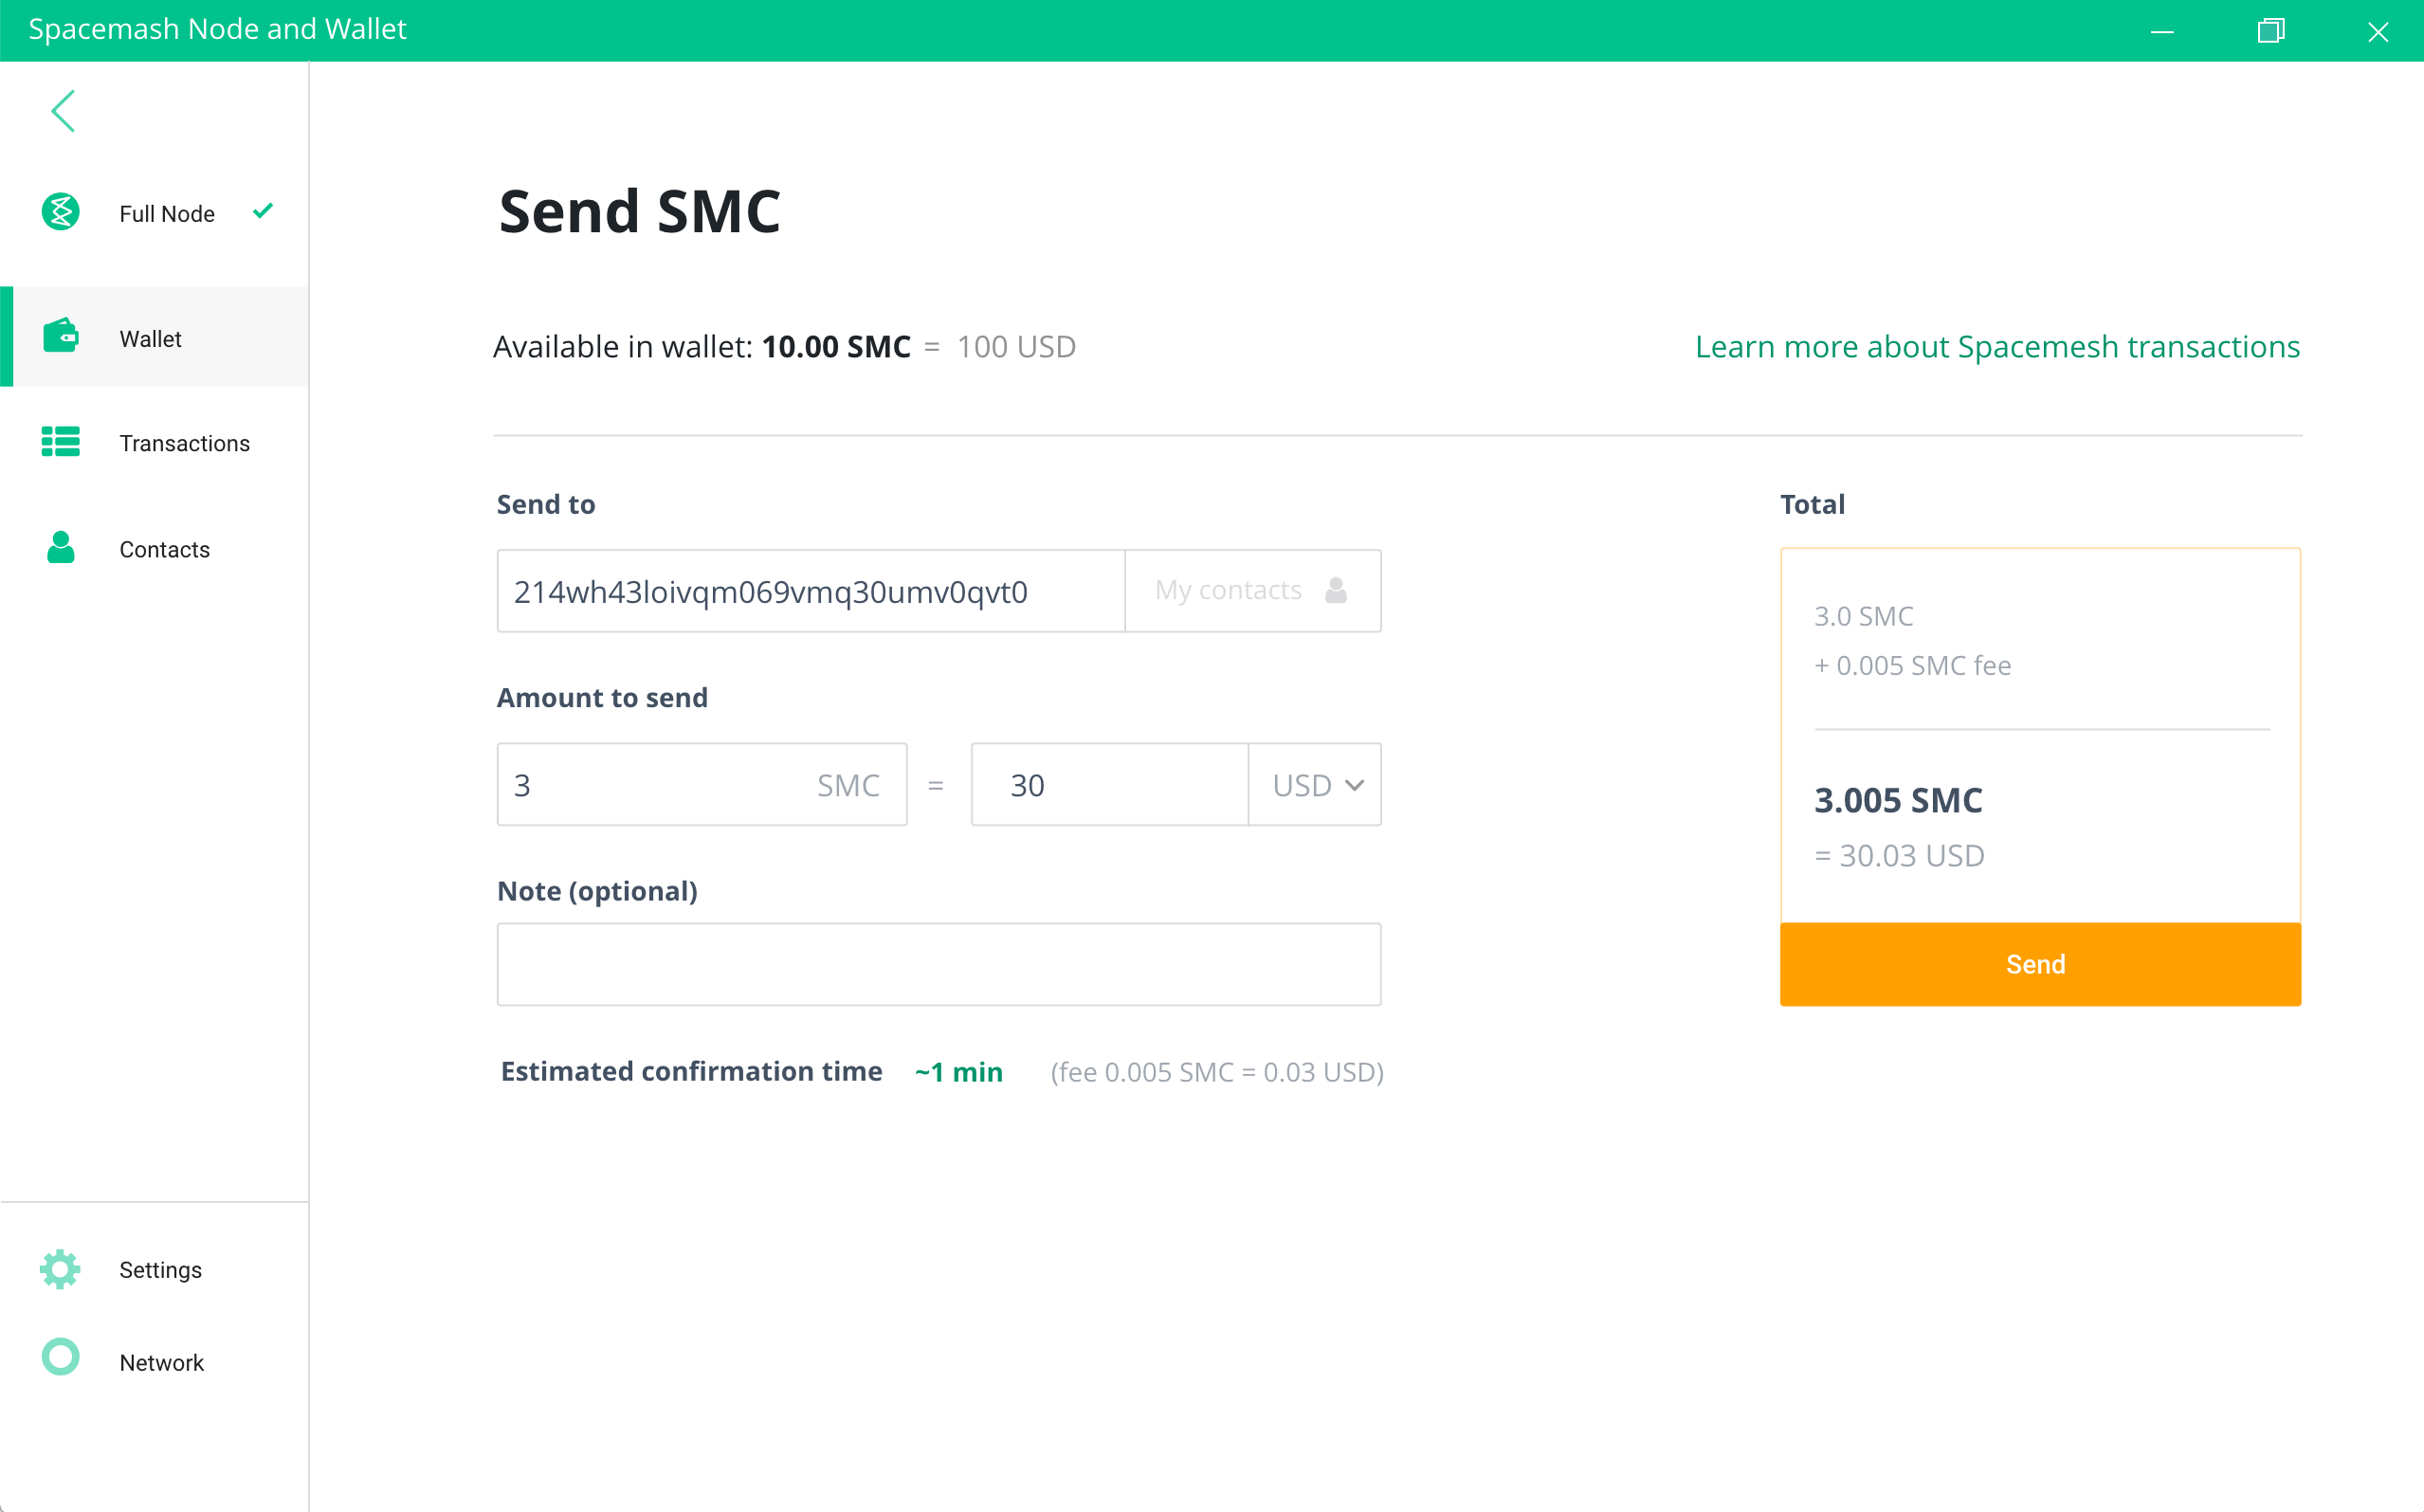 Spacemash Node and Wallet
Full Node
Wallet
Transactions
Contacts
Settings
Network
Send SMC
Available in wallet: 10.00 SMC = 100 USD
Learn more about Spacemesh transactions
Send to
214wh43loivqm069vmq30umv0qvt0
My contacts
Amount to send
3 SMC = 30 USD
Note (optional)
Estimated confirmation time ~1 min (fee 0.005 SMC = 0.03 USD)
Total
3.0 SMC
+ 0.005 SMC fee
3.005 SMC
= 30.03 USD
Send